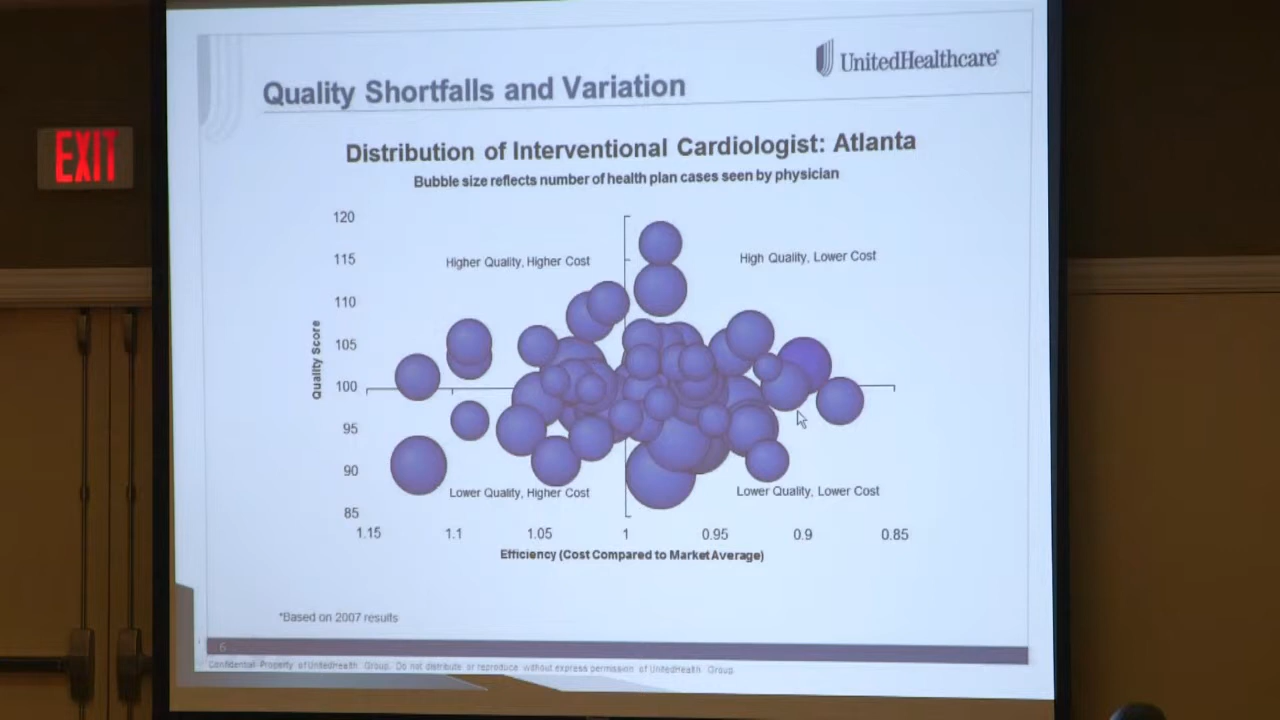 UnitedHealthcare®
Quality Shortfalls and Variation
EXIT
Distribution of Interventional Cardiologist: Atlanta
Bubble size reflects number of health plan cases seen by physician
120
115
110
105
100
95
90
85
Quality Score
Higher Quality, Higher Cost
High Quality, Lower Cost
Lower Quality, Higher Cost
Lower Quality, Lower Cost
1.15 1.1 1.05 1 0.95 0.9 0.85
Efficiency (Cost Compared to Market Average)
*Based on 2007 results
6
Confidential Property of UnitedHealth Group. Do not distribute or reproduce without express permission of UnitedHealth Group.